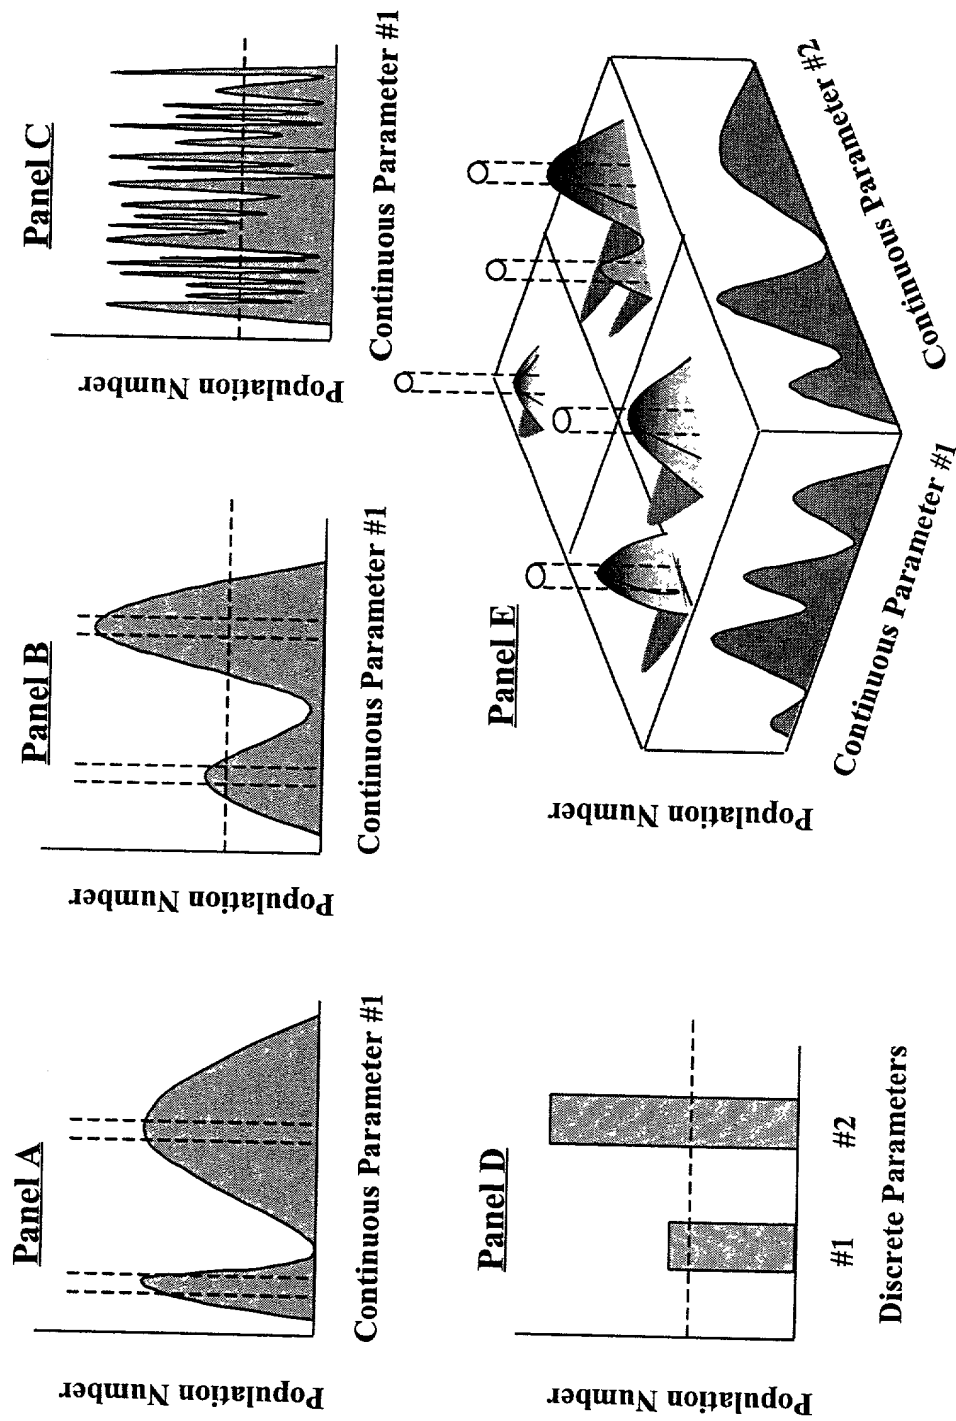 Panel A
Population Number
Continuous Parameter #1
Panel B
Population Number
Continuous Parameter #1
Panel C
Population Number
Continuous Parameter #1
Panel D
Population Number
#1
#2
Discrete Parameters
Panel E
Population Number
Continuous Parameter #1
Continuous Parameter #2